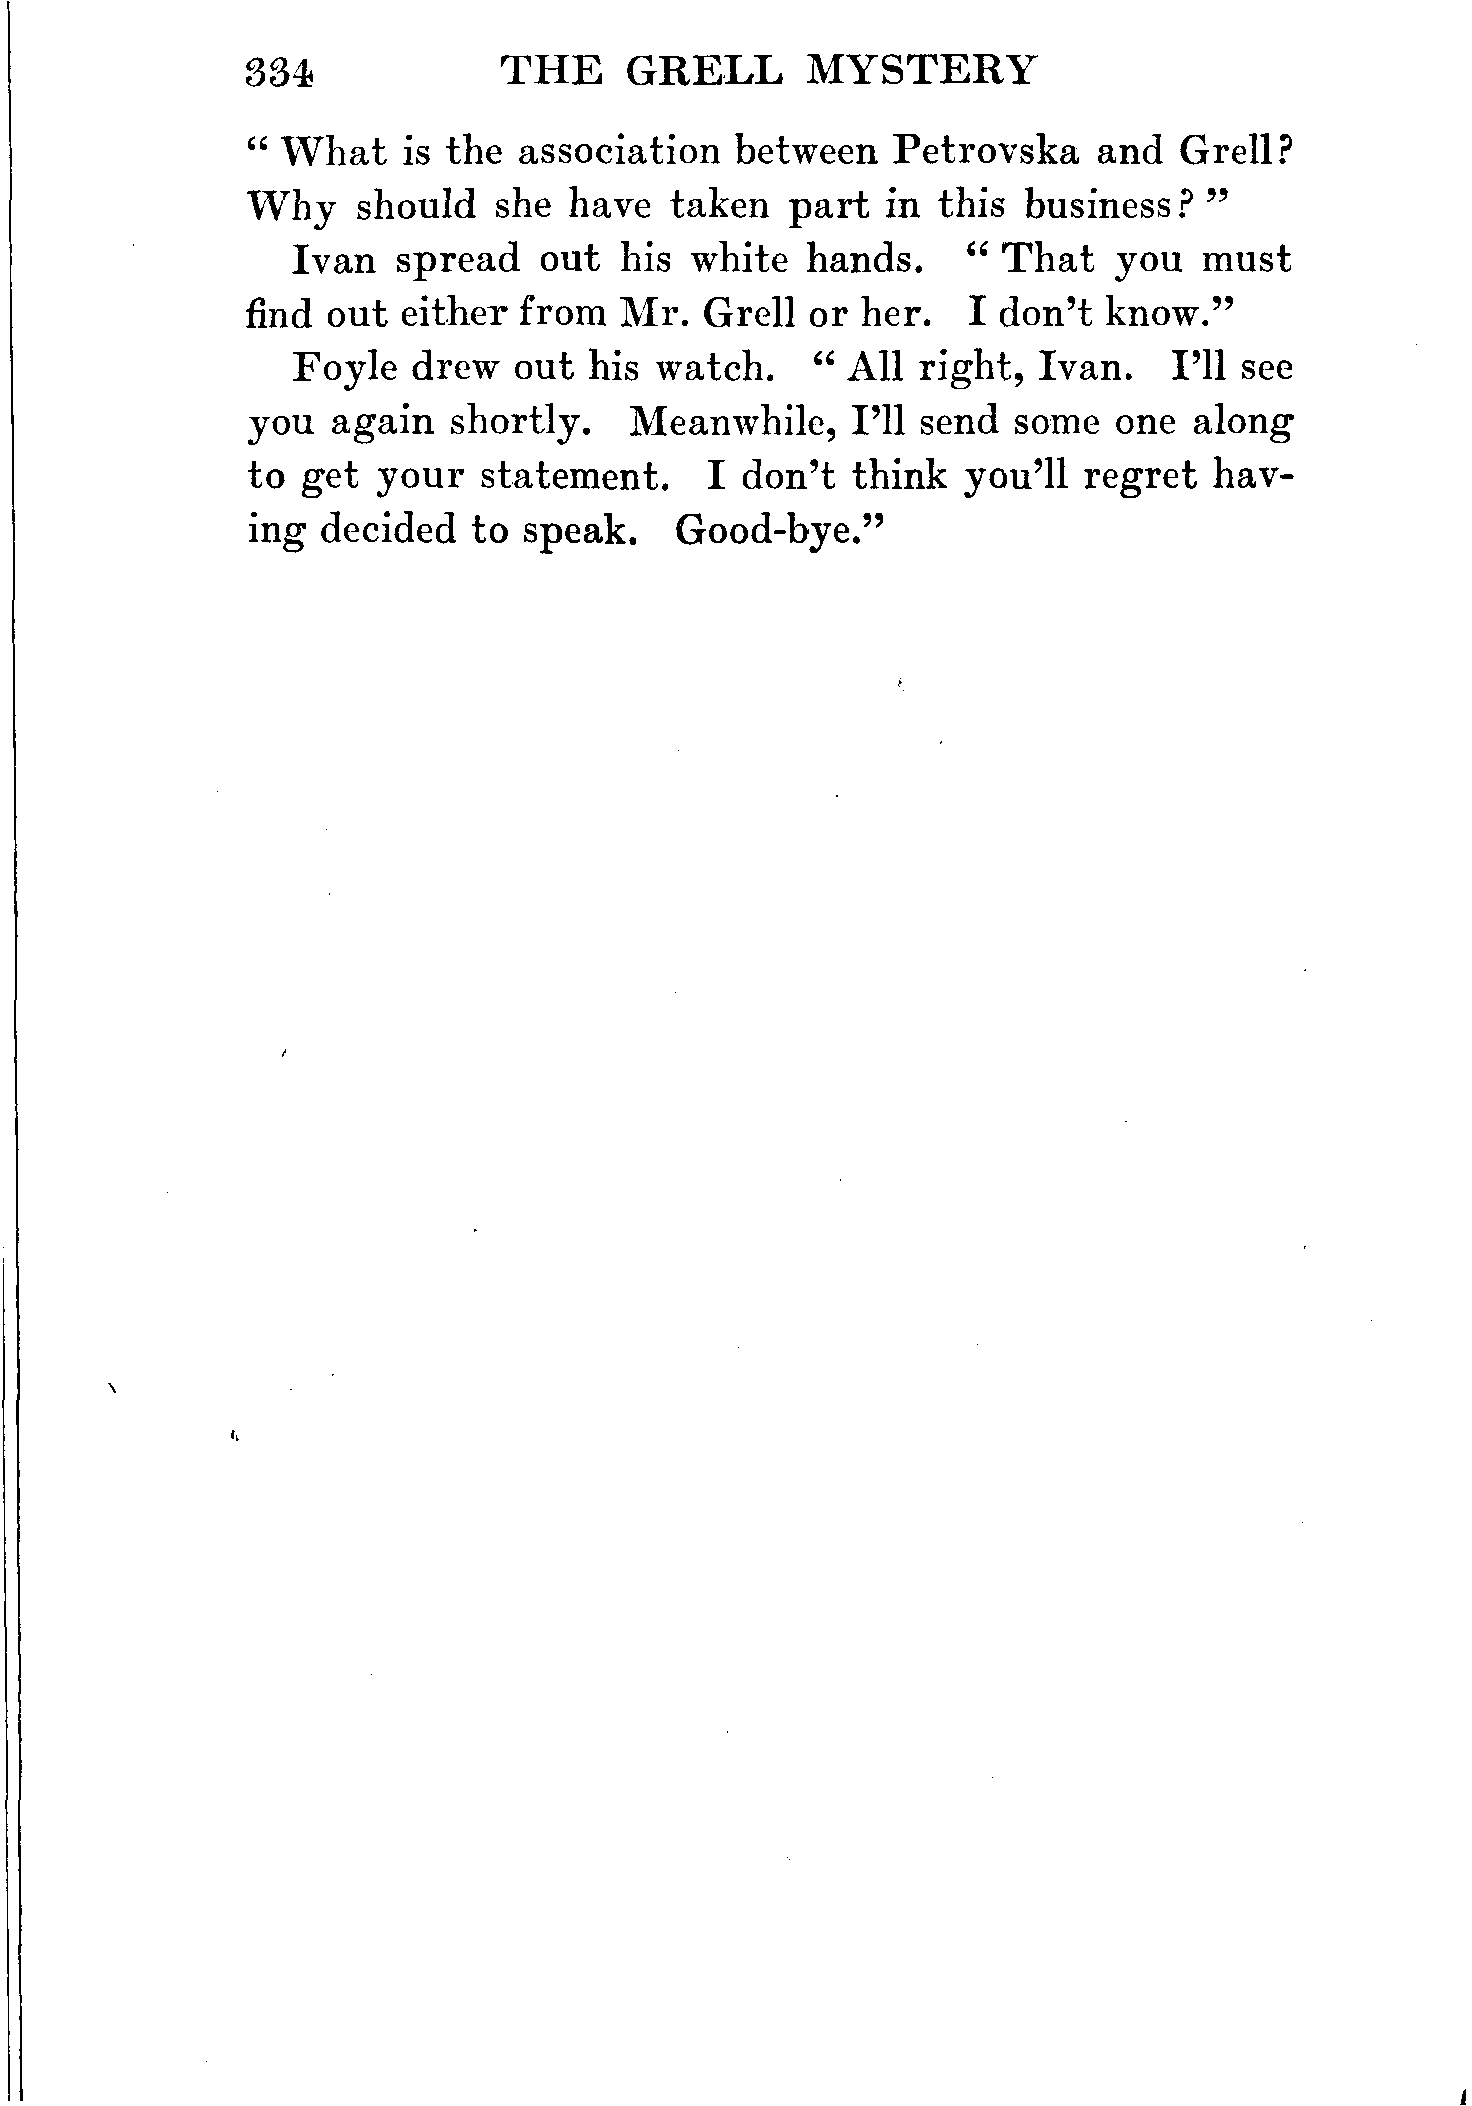 334 THE GRELL MYSTERY
“ What is the association between Petrovska and Grell?
Why should she have taken part in this business? ”
Ivan spread out his white hands. “ That you must
find out either from Mr. Grell or her. I don’t know.”
Foyle drew out his watch. “ All right, Ivan. I’ll see
you again shortly. Meanwhile, I’ll send some one along
to get your statement. I don’t think you’ll regret hav-
ing decided to speak. Good-bye.”